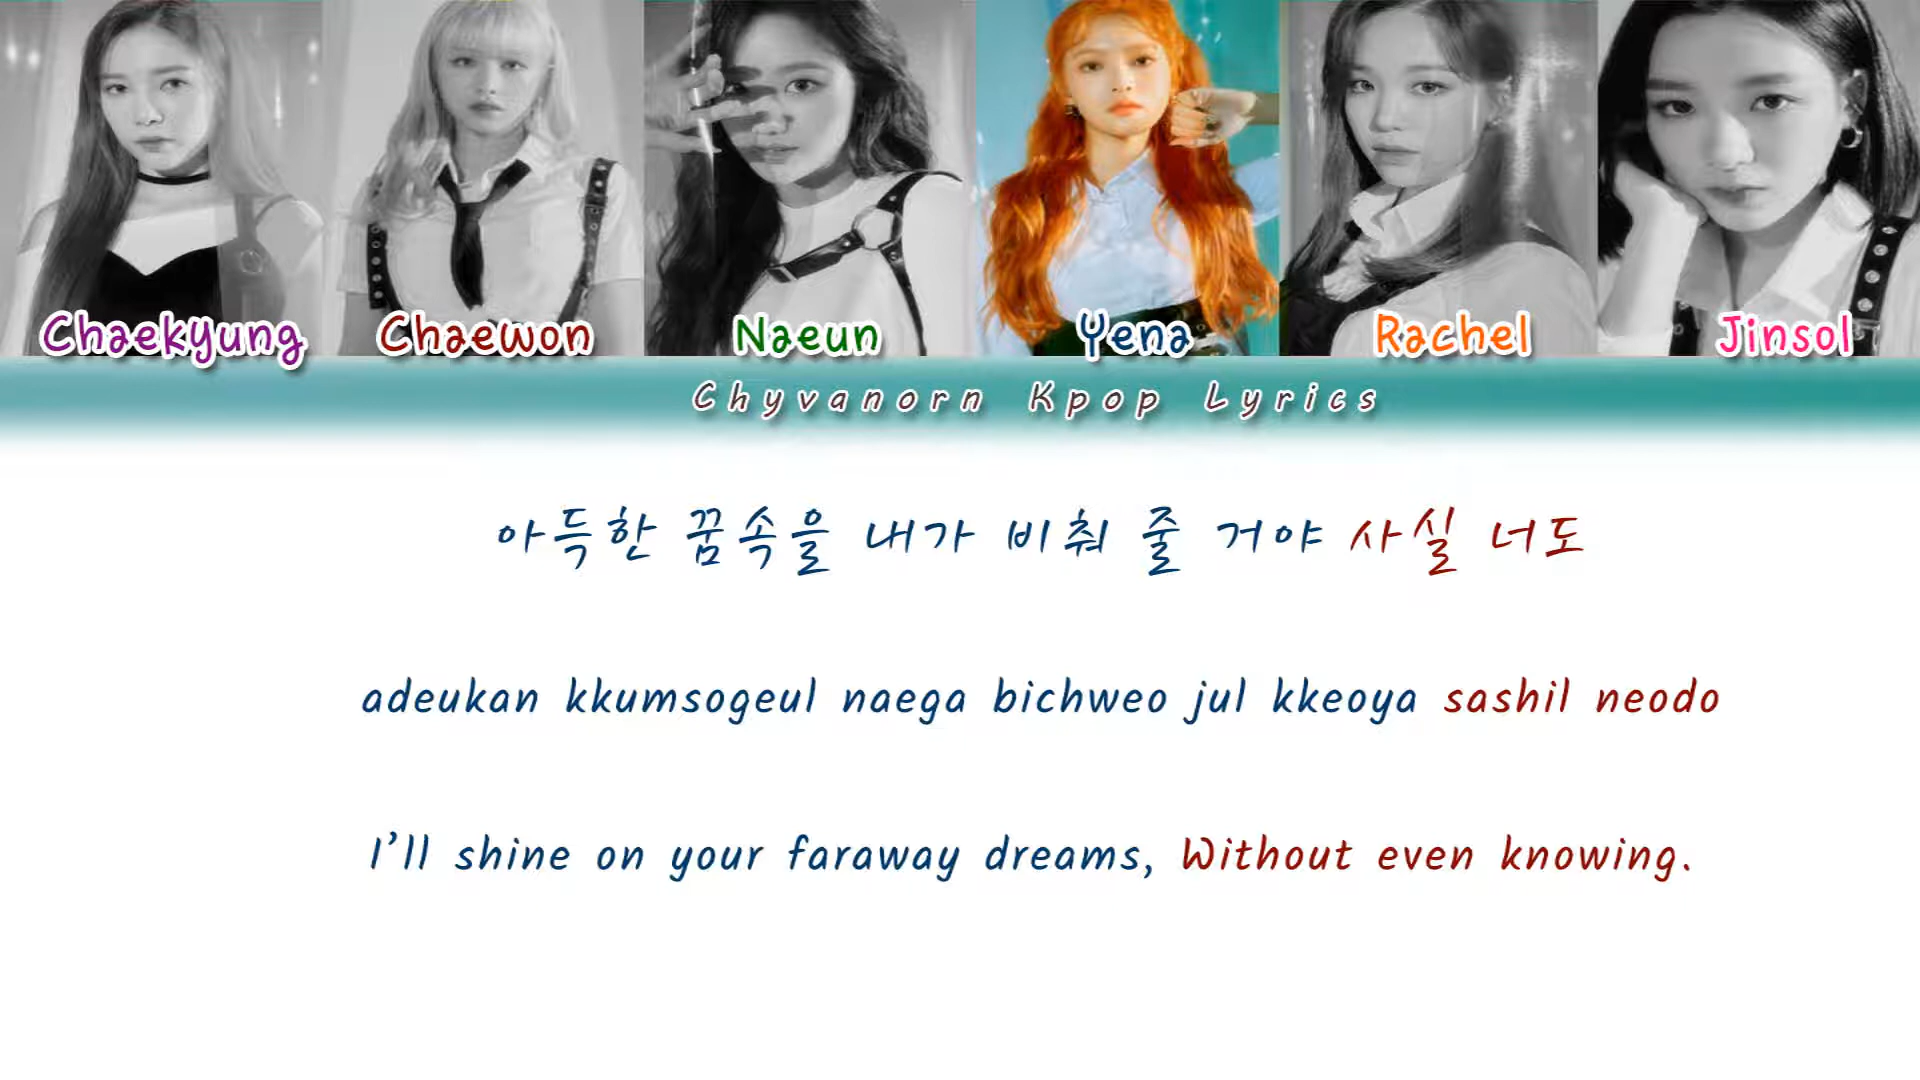 Chaekyung Chaewon Naeun Yena Rachel Jinsol
Chyvanorn Kpop Lyrics
아득한 꿈속을 내가 비춰 줄 거야 사실 너도
adeukan kkumsogeul naega bichweo jul kkeoya sashil neodo
I'll shine on your faraway dreams, Without even knowing.